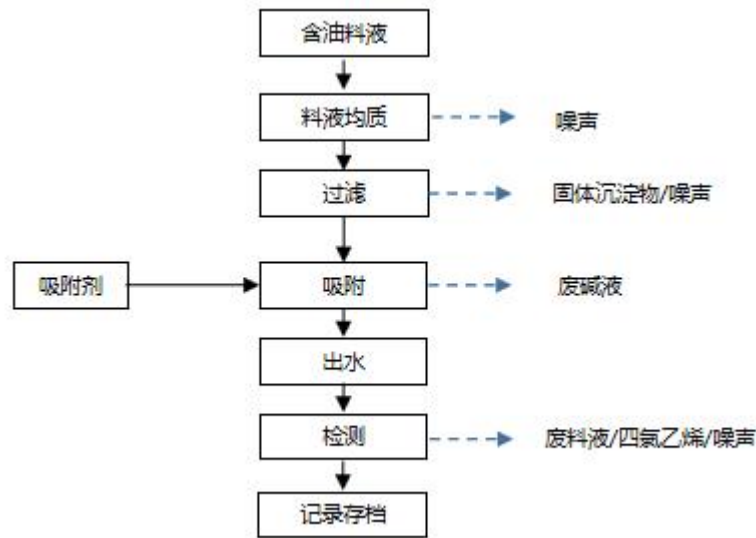 含油料液
料液均质
噪声
过滤
固体沉淀物/噪声
吸附剂
吸附
废碱液
出水
检测
废料液/四氯乙烯/噪声
记录存档